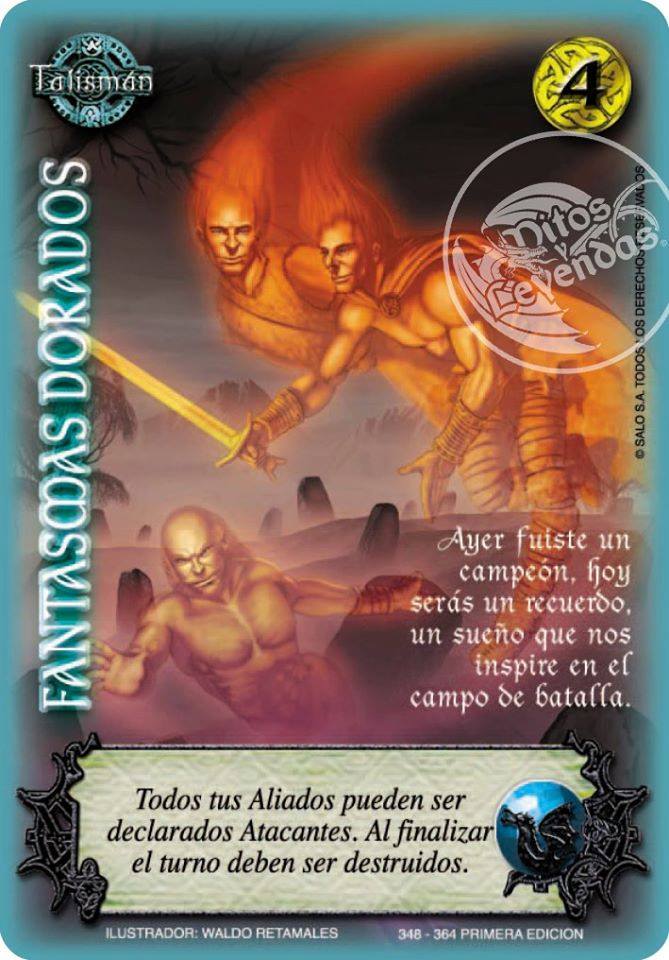 Talismán
4
FANTASMAS DORADOS
Mitos
y
Leyendas
© SALO S.A. TODOS LOS DERECHOS RESERVADOS
Ayer fuiste un
campeón, hoy
serás un recuerdo,
un sueño que nos
inspire en el
campo de batalla.
Todos tus Aliados pueden ser
declarados Atacantes. Al finalizar
el turno deben ser destruidos.
ILUSTRADOR: WALDO RETAMALES 348 - 364 PRIMERA EDICION